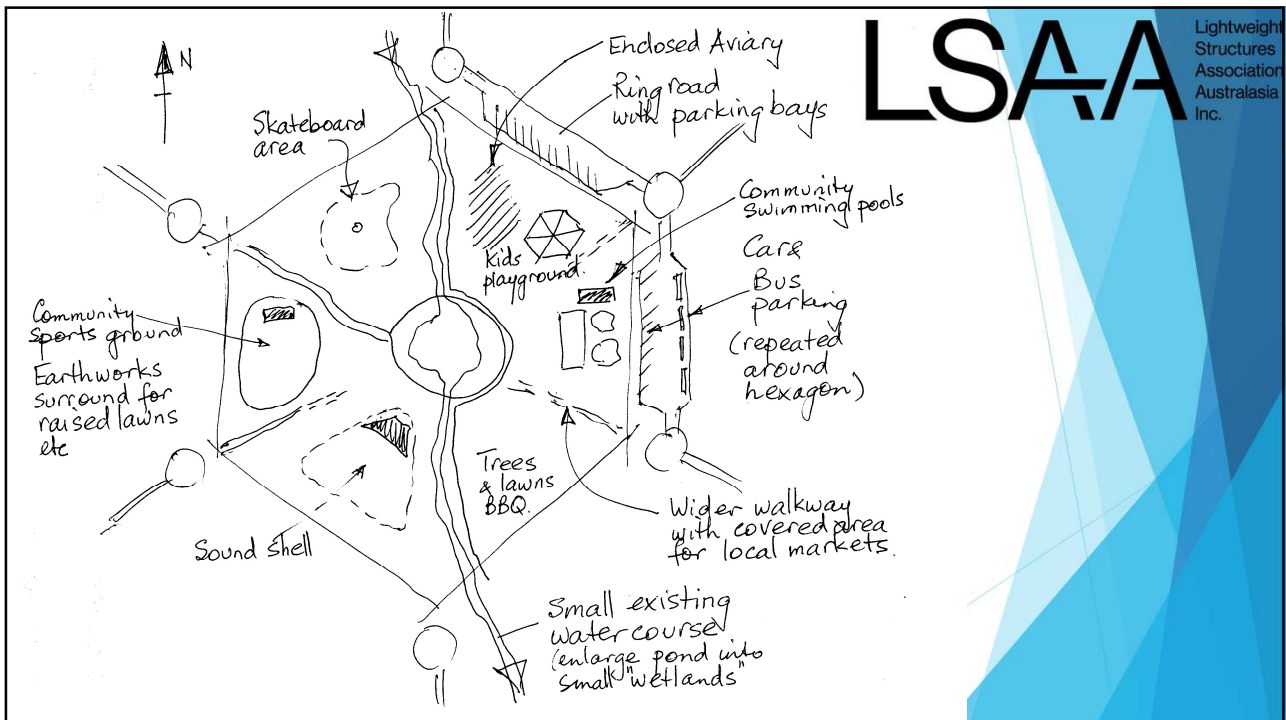 N
LSAA
Lightweight
Structures
Association
Australasia
Inc.
Enclosed Aviary
Ring road
with parking bays
Skateboard
area
Community
swimming pools
Kids
playground.
Car &
Bus
parking
(repeated
around
hexagon)
Community
sports ground
Earthworks
surround for
raised lawns
etc
Trees
& lawns
BBQ.
Wider walkway
with covered area
for local markets.
Sound shell
Small existing
water course
(enlarge pond into
small "wetlands"